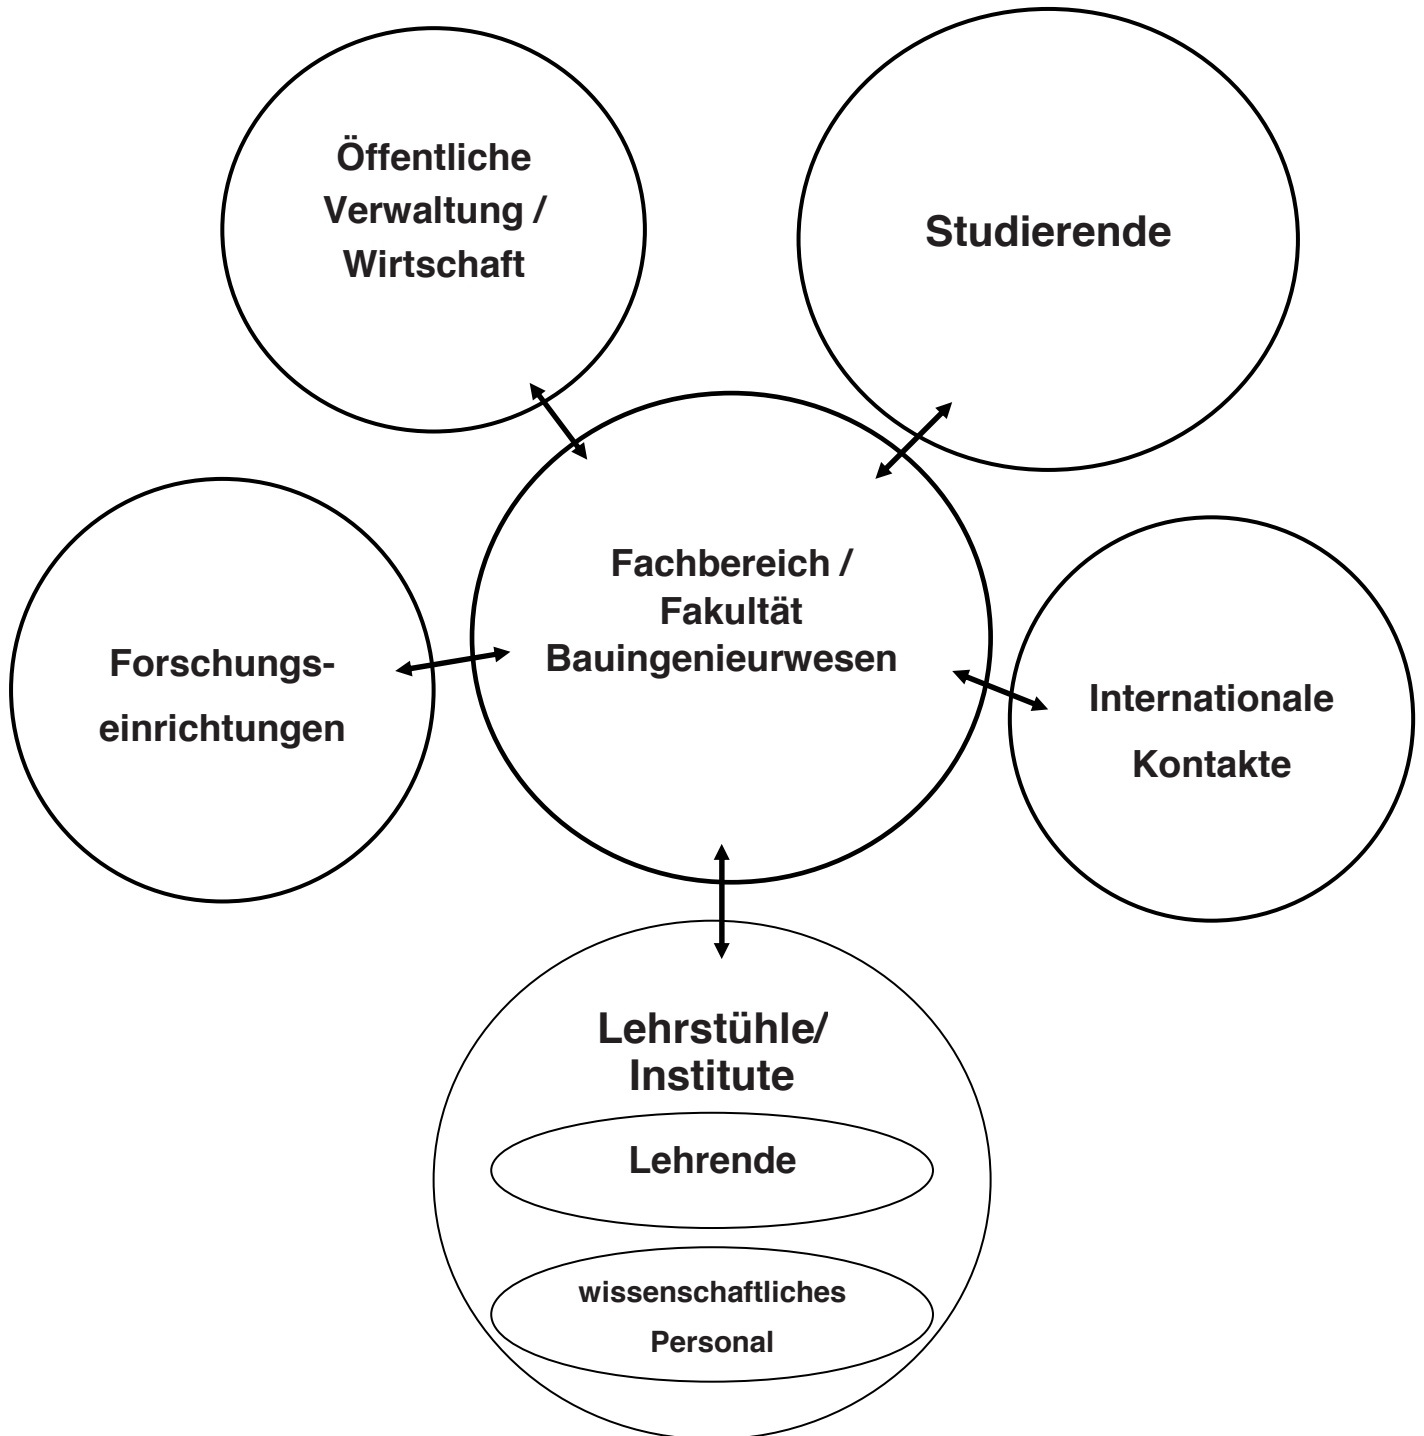 Öffentliche
Verwaltung /
Wirtschaft
Studierende
Fachbereich /
Fakultät
Bauingenieurwesen
Forschungs-
einrichtungen
Internationale
Kontakte
Lehrstühle/
Institute
Lehrende
wissenschaftliches
Personal